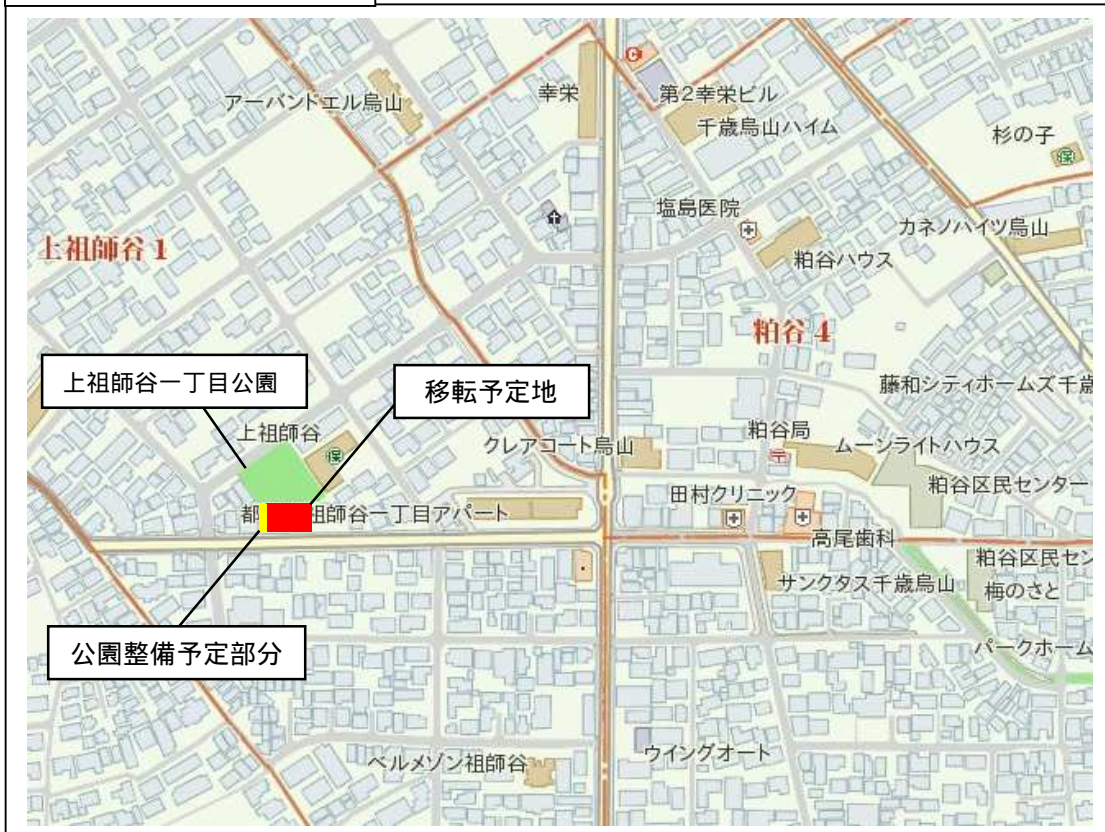 アーバンドエル烏山
幸栄
第2幸栄ビル
千歳烏山ハイム
杉の子
保
塩島医院
カネノハイツ烏山
粕谷ハウス
上祖師谷 1
粕谷 4
上祖師谷一丁目公園
移転予定地
藤和シティホームズ千歳
上祖師谷
保
クレアコート烏山
粕谷局
ムーンライトハウス
粕谷区民センター
田村クリニック
都
祖師谷一丁目アパート
高尾歯科
粕谷区民セン
梅のさと
サンクタス千歳烏山
公園整備予定部分
パークホーム
ベルメゾン祖師谷
ウイングオート